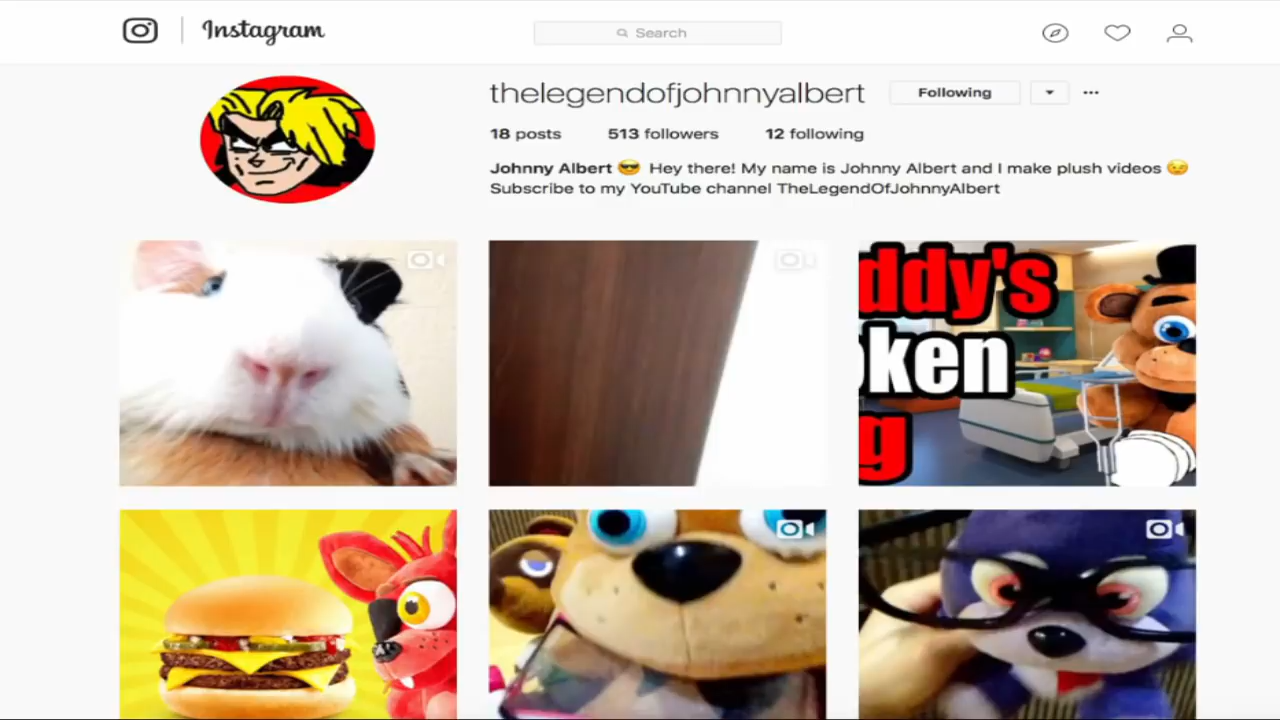 Instagram
Search
thelegendofjohnnyalbert Following
18 posts 513 followers 12 following
Johnny Albert 😎 Hey there! My name is Johnny Albert and I make plush videos 😉
Subscribe to my YouTube channel TheLegendOfJohnnyAlbert
ddy's
ken
g